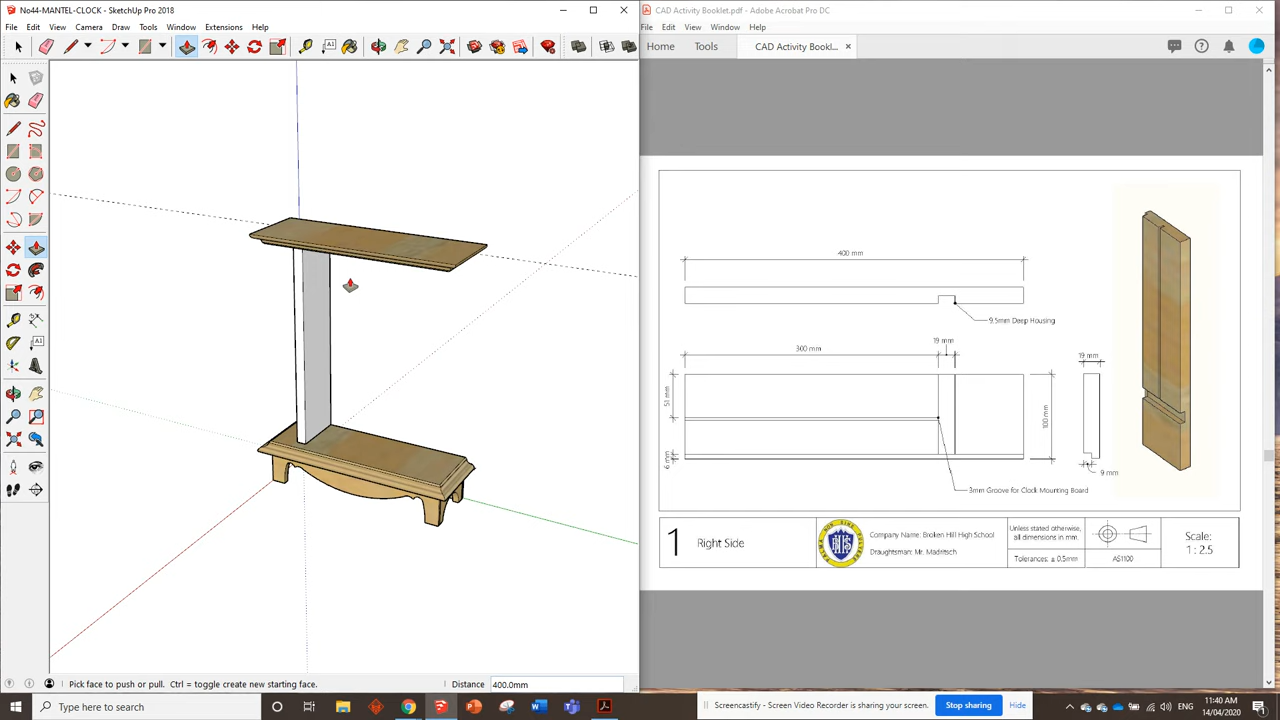 No44-MANTEL-CLOCK - SketchUp Pro 2018
File Edit View Camera Draw Tools Window Extensions Help
Pick face to push or pull. Ctrl = toggle create new starting face.
Distance 400.0mm
CAD Activity Booklet.pdf - Adobe Acrobat Pro DC
File Edit View Window Help
Home Tools CAD Activity Bookl...
400 mm
9.5mm Deep Housing
19 mm
300 mm
19 mm
51 mm
100 mm
6 mm
9 mm
3mm Groove for Clock Mounting Board
1 Right Side
Company Name: Broken Hill High School
Draughtsman: Mr. Madritsch
Unless stated otherwise, all dimensions in mm.
Tolerances: ± 0.5mm
AS1100
Scale:
1 : 2.5
Type here to search
Screencastify - Screen Video Recorder is sharing your screen.
Stop sharing
Hide
ENG
11:40 AM
14/04/2020